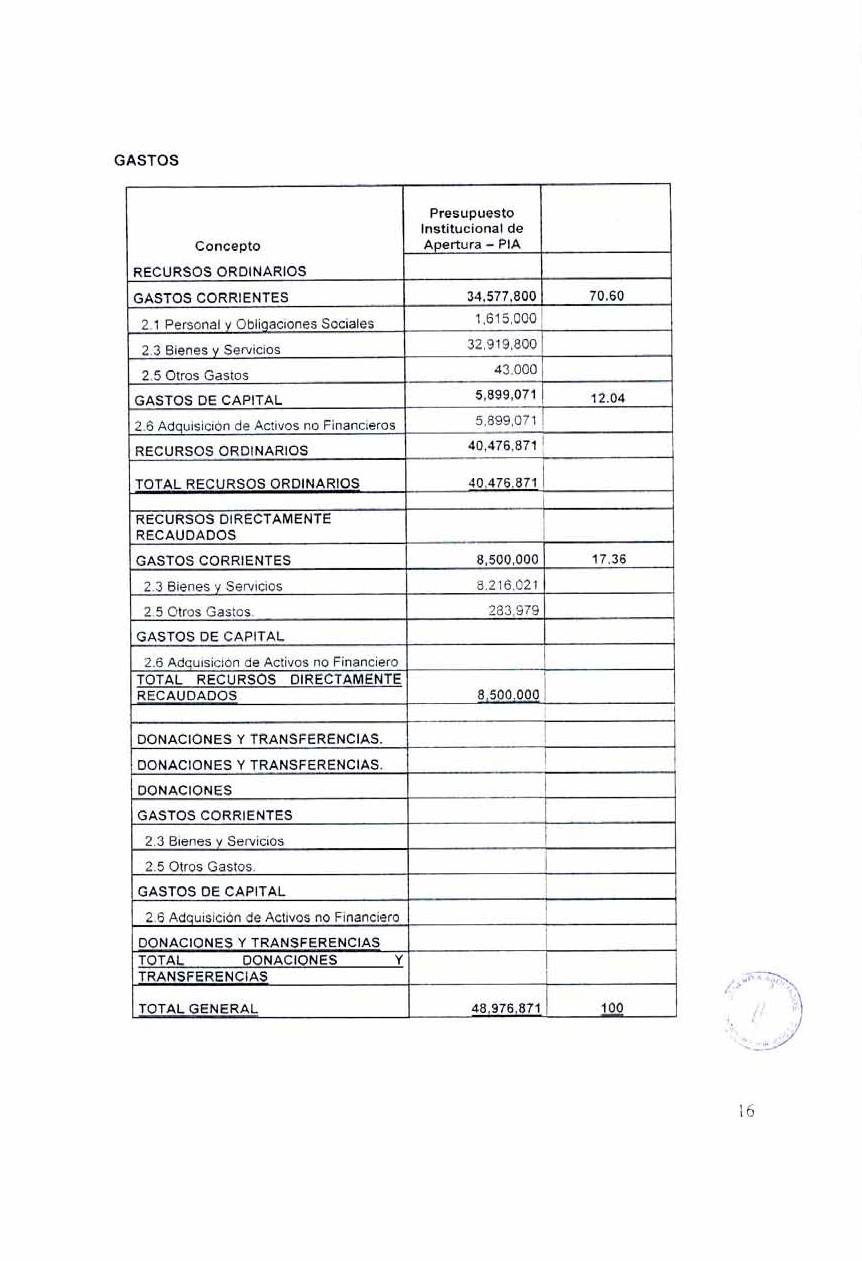 GASTOS
Concepto
Presupuesto
Institucional de
Apertura – PIA
RECURSOS ORDINARIOS
GASTOS CORRIENTES 34,577,800 70.60
2.1 Personal y Obligaciones Sociales 1,615,000
2.3 Bienes y Servicios 32,919,800
2.5 Otros Gastos 43,000
GASTOS DE CAPITAL 5,899,071 12.04
2.6 Adquisición de Activos no Financieros 5,899,071
RECURSOS ORDINARIOS 40,476,871
TOTAL RECURSOS ORDINARIOS 40,476,871
RECURSOS DIRECTAMENTE
RECAUDADOS
GASTOS CORRIENTES 8,500,000 17.36
2.3 Bienes y Servicios 8,216,021
2.5 Otros Gastos. 283,979
GASTOS DE CAPITAL
2.6 Adquisición de Activos no Financiero
TOTAL RECURSOS DIRECTAMENTE
RECAUDADOS 8,500,000
DONACIONES Y TRANSFERENCIAS.
DONACIONES Y TRANSFERENCIAS.
DONACIONES
GASTOS CORRIENTES
2.3 Bienes y Servicios
2.5 Otros Gastos.
GASTOS DE CAPITAL
2.6 Adquisición de Activos no Financiero
DONACIONES Y TRANSFERENCIAS
TOTAL DONACIONES Y
TRANSFERENCIAS
TOTAL GENERAL 48,976,871 100
16